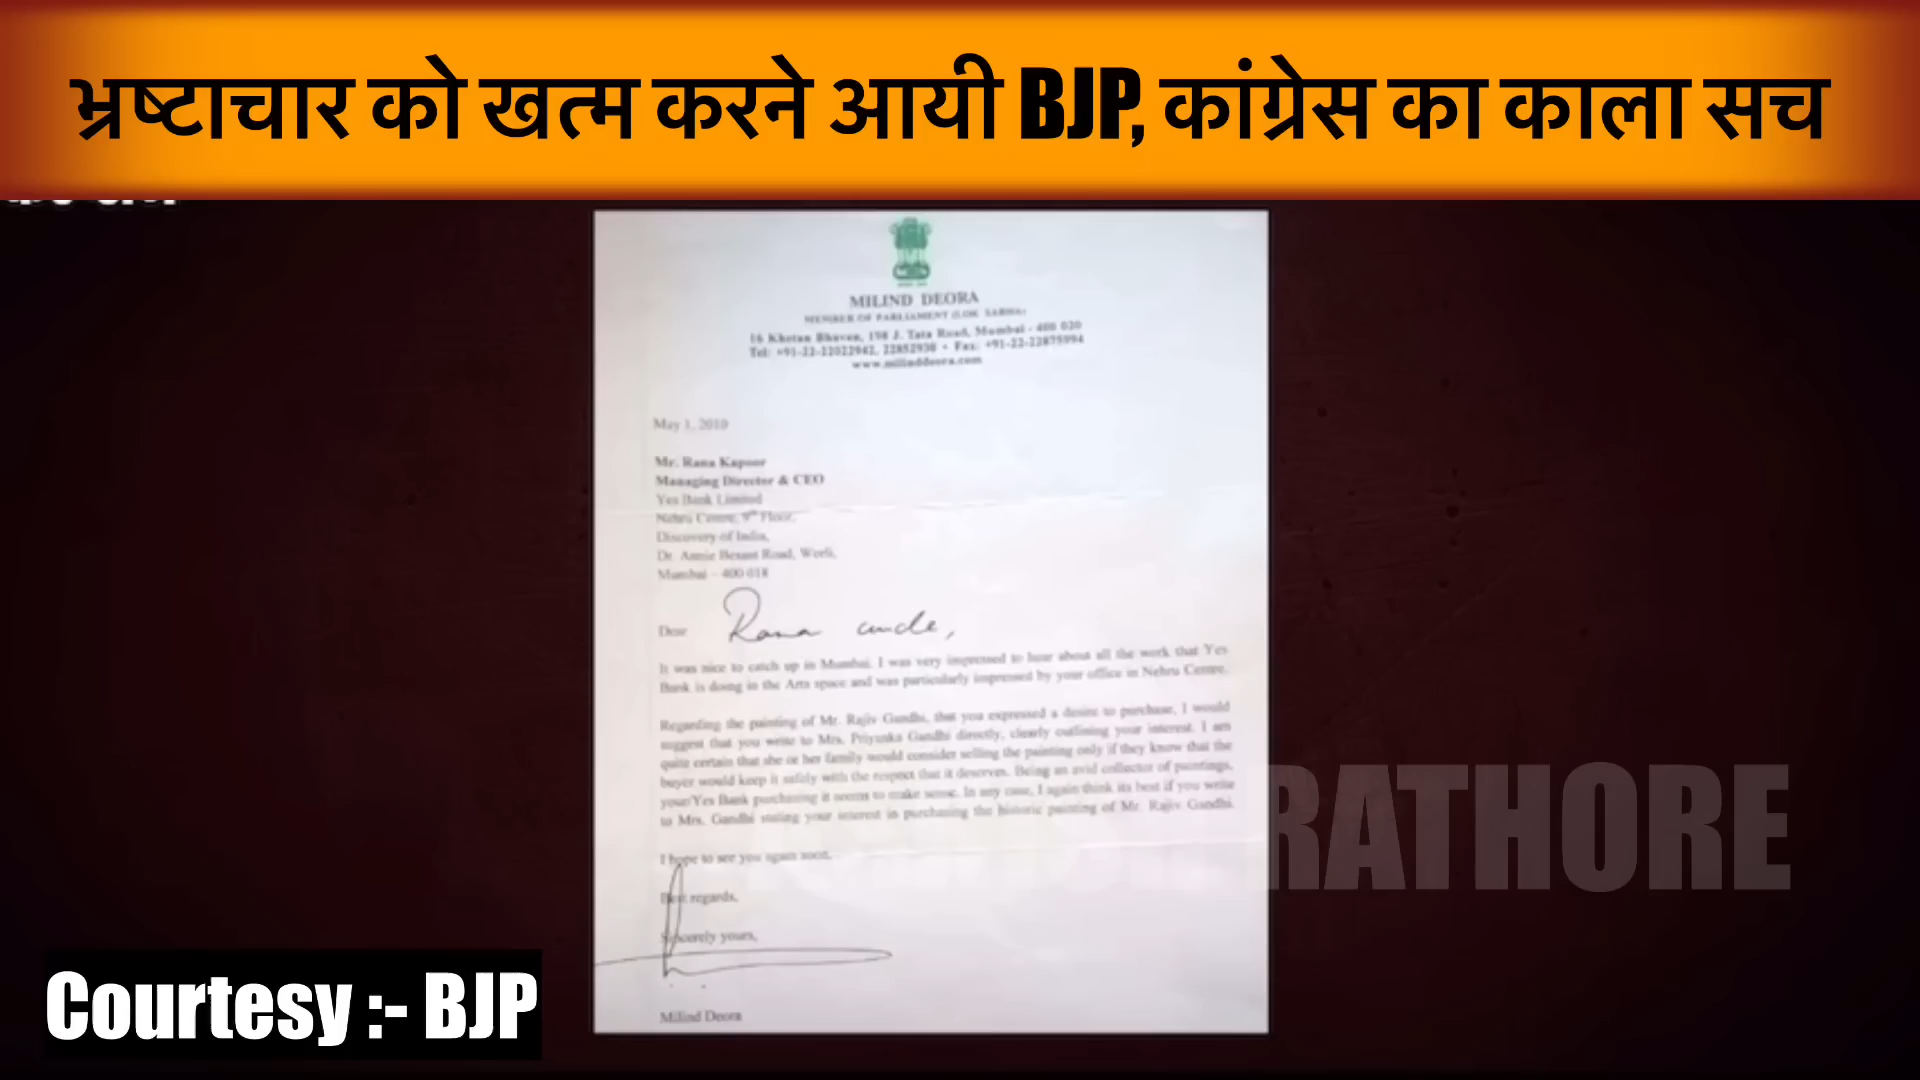 भ्रष्टाचार को खत्म करने आयी BJP, कांग्रेस का काला सच
MILIND DEORA
MEMBER OF PARLIAMENT (LOK SABHA)
16 Khetan Bhavan, 198 J. Tata Road, Mumbai - 400 020
Tel: +91-22-22022942, 22852930 • Fax: +91-22-22875994
www.milinddeora.com
May 1, 2010
Mr. Rana Kapoor
Managing Director & CEO
Yes Bank Limited
Nehru Centre, 9th Floor,
Discovery of India,
Dr. Annie Besant Road, Worli,
Mumbai – 400 018
Dear Rana uncle,
It was nice to catch up in Mumbai. I was very impressed to hear about all the work that Yes
Bank is doing in the Arts space and was particularly impressed by your office in Nehru Centre.
Regarding the painting of Mr. Rajiv Gandhi, that you expressed a desire to purchase, I would
suggest that you write to Mrs. Priyanka Gandhi directly, clearly outlining your interest. I am
quite certain that she or her family would consider selling the painting only if they know that the
buyer would keep it safely with the respect that it deserves. Being an avid collector of paintings,
your/Yes Bank purchasing it seems to make sense. In any case, I again think its best if you write
to Mrs. Gandhi stating your interest in purchasing the historic painting of Mr. Rajiv Gandhi.
I hope to see you again soon.
Best regards,
Sincerely yours,
Milind Deora
RATHORE
Courtesy :- BJP